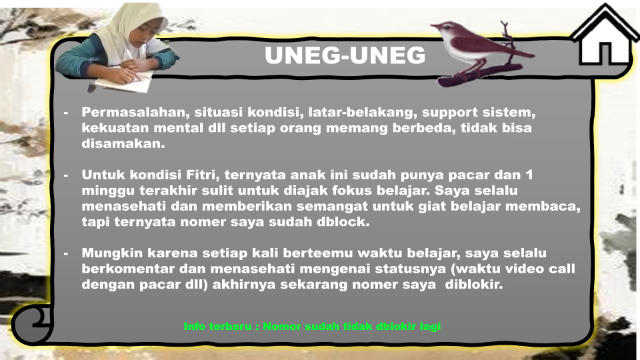 UNEG-UNEG
- Permasalahan, situasi kondisi, latar-belakang, support sistem,
kekuatan mental dll setiap orang memang berbeda, tidak bisa
disamakan.
- Untuk kondisi Fitri, ternyata anak ini sudah punya pacar dan 1
minggu terakhir sulit untuk diajak fokus belajar. Saya selalu
menasehati dan memberikan semangat untuk giat belajar membaca,
tapi ternyata nomer saya sudah dblock.
- Mungkin karena setiap kali berteemu waktu belajar, saya selalu
berkomentar dan menasehati mengenai statusnya (waktu video call
dengan pacar dll) akhirnya sekarang nomer saya diblokir.
Info terbaru : Nomor sudah tidak dblokir lagi